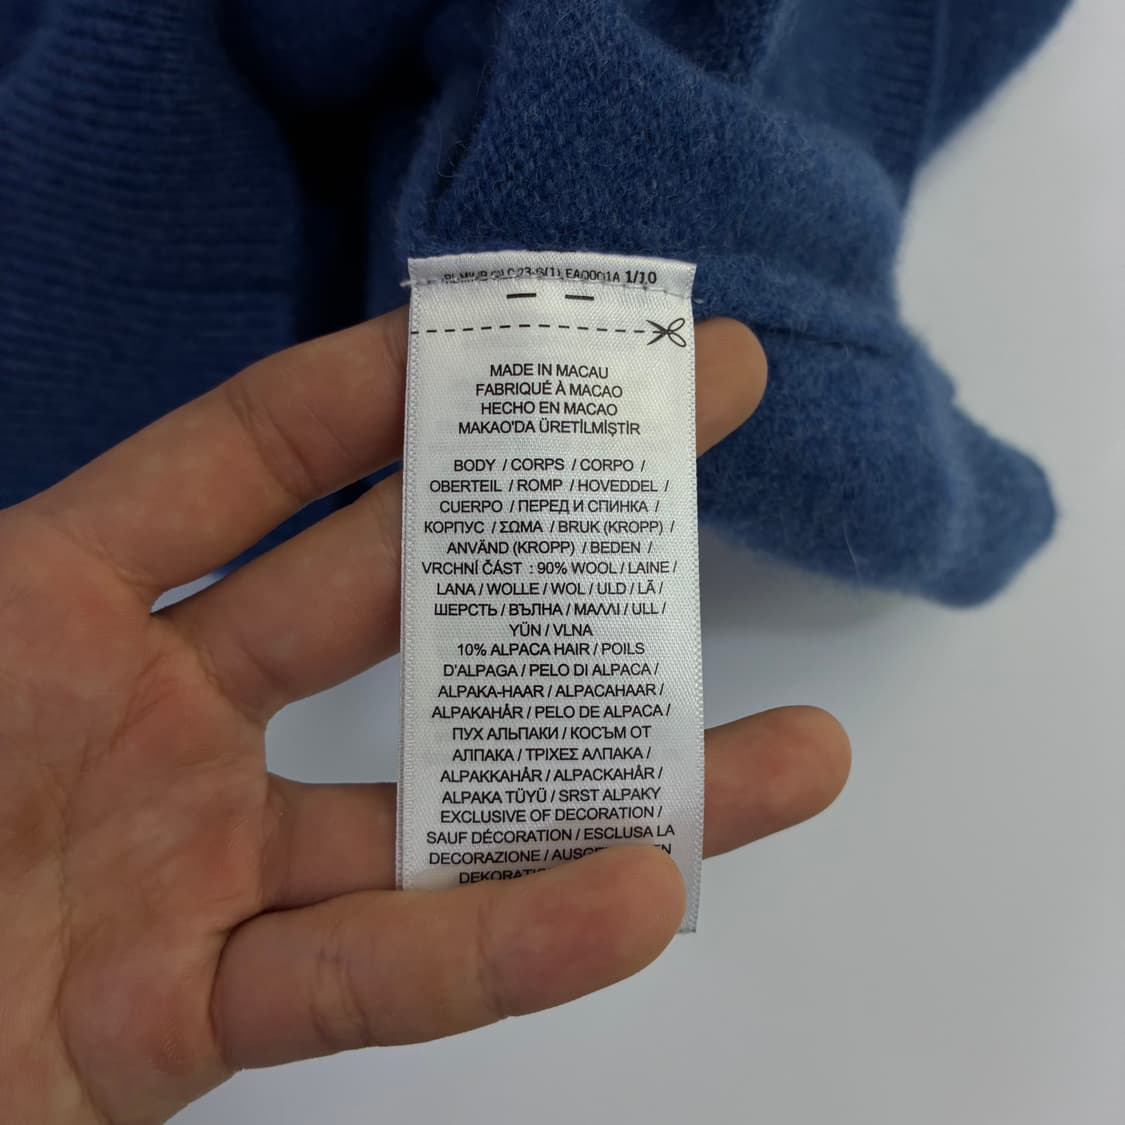 EA0001A 1/10
MADE IN MACAU
FABRIQUÉ À MACAO
HECHO EN MACAO
MAKAO'DA ÜRETİLMİŞTİR
BODY / CORPS / CORPO /
OBERTEIL / ROMP / HOVEDDEL /
CUERPO / ПЕРЕД И СПИНКА /
КОРПУС / ΣΩΜΑ / BRUK (KROPP) /
ANVÄND (KROPP) / BEDEN /
VRCHNÍ ČÁST : 90% WOOL / LAINE /
LANA / WOLLE / WOL / ULD / LÃ /
ШЕРСТЬ / ВЪЛНА / ΜΑΛΛΙ / ULL /
YÜN / VLNA
10% ALPACA HAIR / POILS
D'ALPAGA / PELO DI ALPACA /
ALPAKA-HAAR / ALPACAHAAR /
ALPAKAHÅR / PELO DE ALPACA /
ПУХ АЛЬПАКИ / КОСЪМ ОТ
АЛПАКА / ΤΡΙΧΕΣ ΑΛΠΑΚΑ /
ALPAKKAHÅR / ALPACKAHÅR /
ALPAKA TÜYÜ / SRST ALPAKY
EXCLUSIVE OF DECORATION /
SAUF DÉCORATION / ESCLUSA LA
DECORAZIONE /